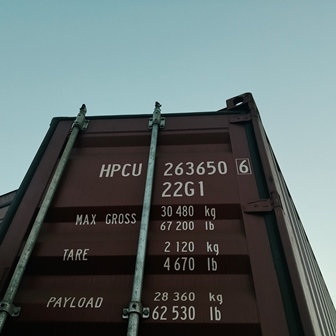 HPCU 263650 6
22G1
MAX GROSS 30 480 kg
67 200 lb
TARE 2 120 kg
4 670 lb
PAYLOAD 28 360 kg
62 530 lb